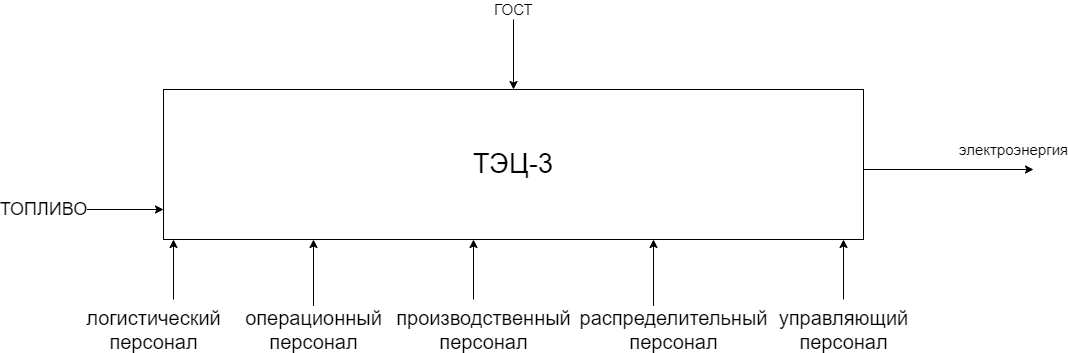 ГОСТ
ТЭЦ-3
электроэнергия
ТОПЛИВО
логистический
персонал
операционный
персонал
производственный
персонал
распределительный
персонал
управляющий
персонал